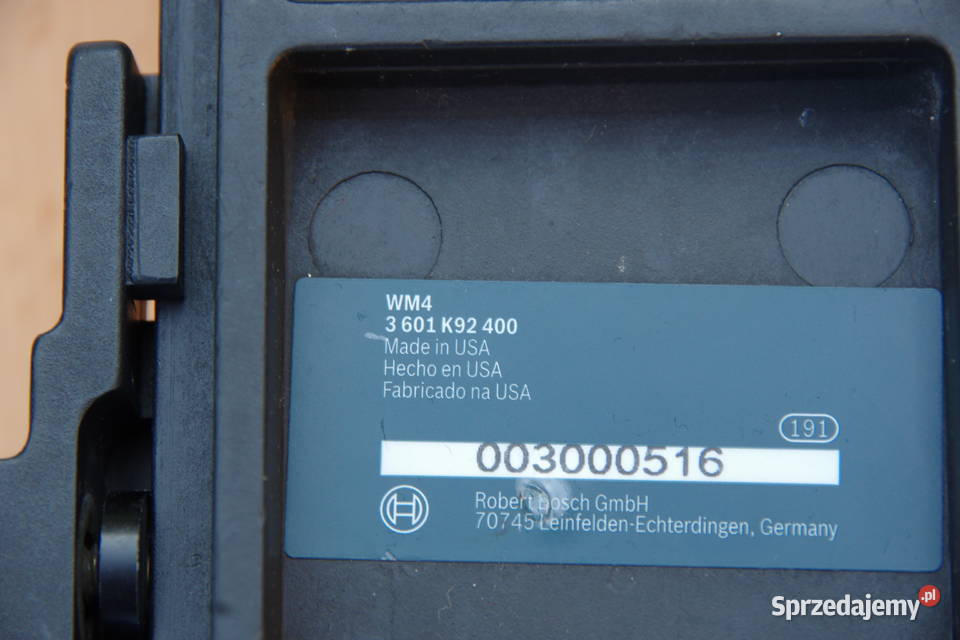 WM4
3 601 K92 400
Made in USA
Hecho en USA
Fabricado na USA
191
003000516
Robert Bosch GmbH
70745 Leinfelden-Echterdingen, Germany
Sprzedajemy.pl